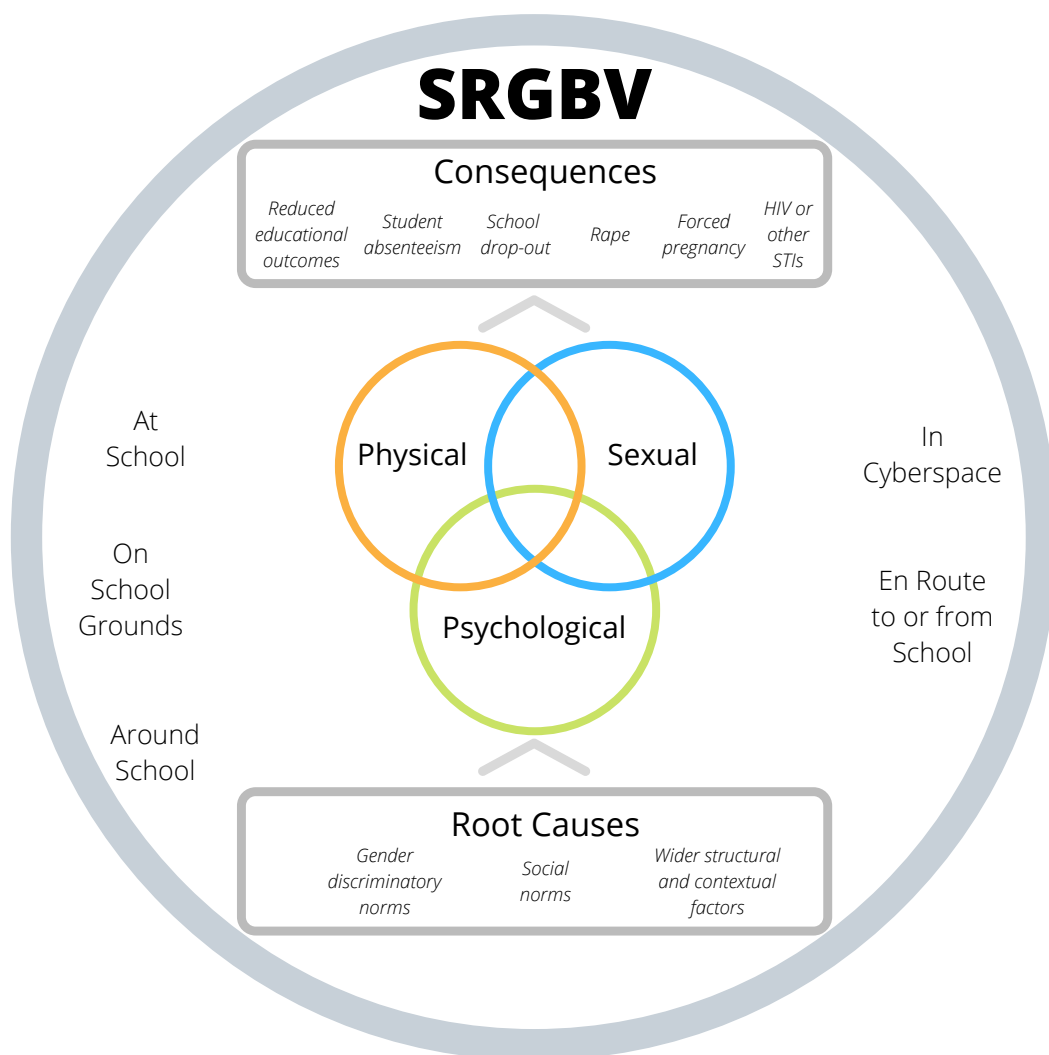 SRGBV
Consequences
Reduced
educational
outcomes
Student
absenteeism
School
drop-out
Rape
Forced
pregnancy
HIV or
other
STIs
At
School
On
School
Grounds
Around
School
Physical
Sexual
Psychological
In
Cyberspace
En Route
to or from
School
Root Causes
Gender
discriminatory
norms
Social
norms
Wider structural
and contextual
factors